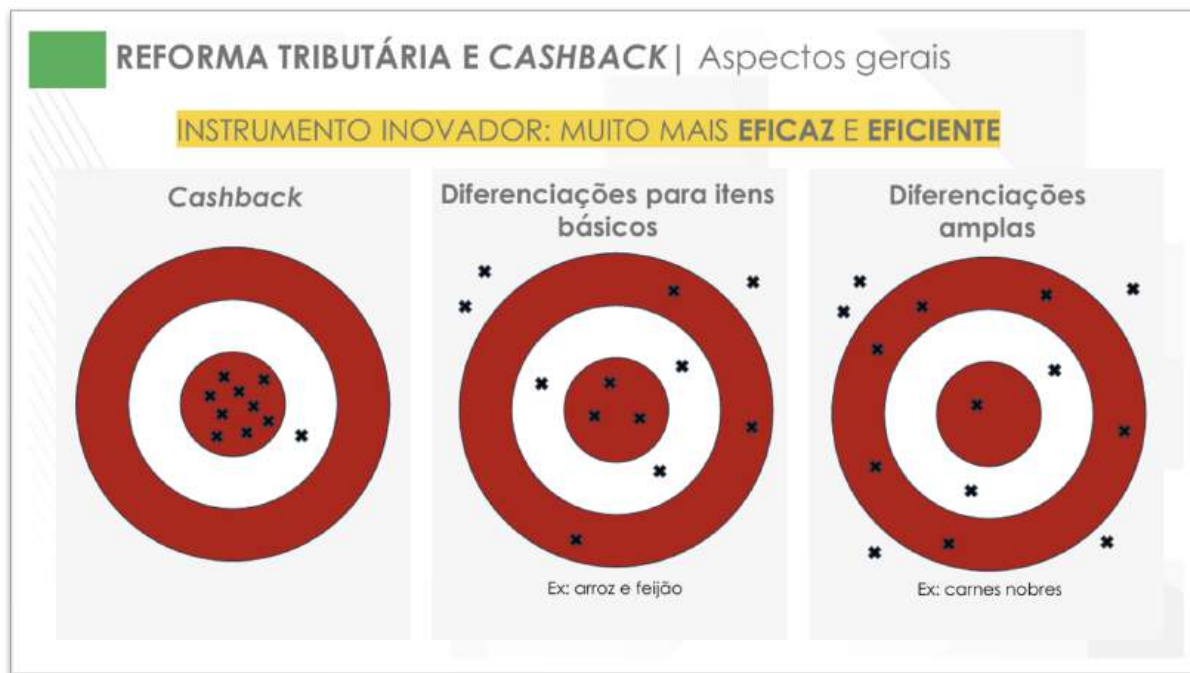 REFORMA TRIBUTÁRIA E CASHBACK | Aspectos gerais
INSTRUMENTO INOVADOR: MUITO MAIS EFICAZ E EFICIENTE
Cashback
Diferenciações para itens
básicos
Ex: arroz e feijão
Diferenciações
amplas
Ex: carnes nobres